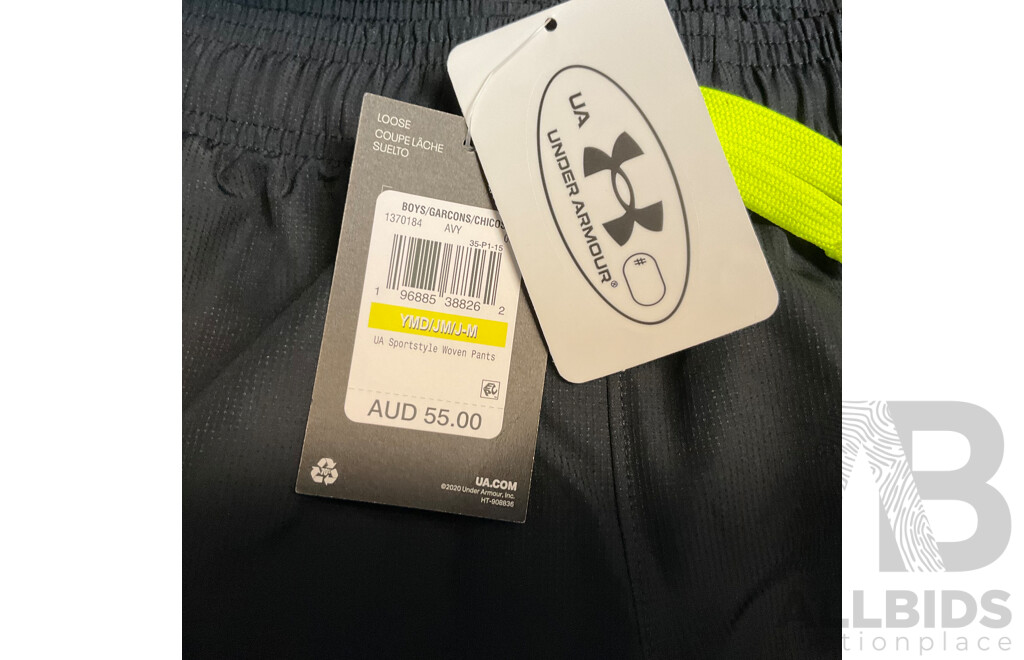 LOOSE
COUPE LÂCHE
SUELTO
BOYS/GARCONS/CHICOS
1370184 AVY
35-P1-15
1 96885 38826 2
YMD/JM/J-M
UA Sportstyle Woven Pants
AUD 55.00
UA.COM
©2020 Under Armour, Inc.
HT-908836
UA
UNDER ARMOUR®
#
AB
ALLBIDS
auctionplace